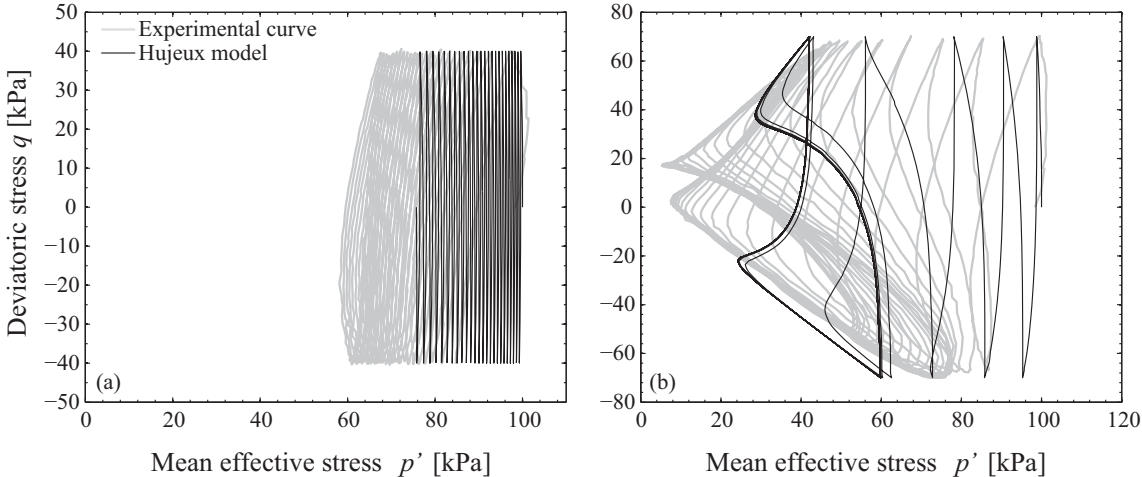 Experimental curve
Hujeux model
Deviatoric stress q [kPa]
50
40
30
20
10
0
−10
−20
−30
−40
−50
(a)
0 20 40 60 80 100
Mean effective stress p' [kPa]
80
60
40
20
0
−20
−40
−60
−80
(b)
0 20 40 60 80 100 120
Mean effective stress p' [kPa]